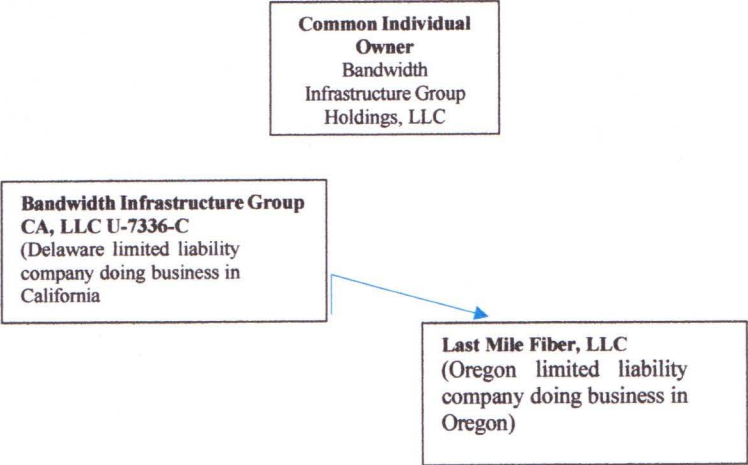 Common Individual
Owner
Bandwidth
Infrastructure Group
Holdings, LLC
Bandwidth Infrastructure Group
CA, LLC U-7336-C
(Delaware limited liability
company doing business in
California
Last Mile Fiber, LLC
(Oregon limited liability
company doing business in
Oregon)